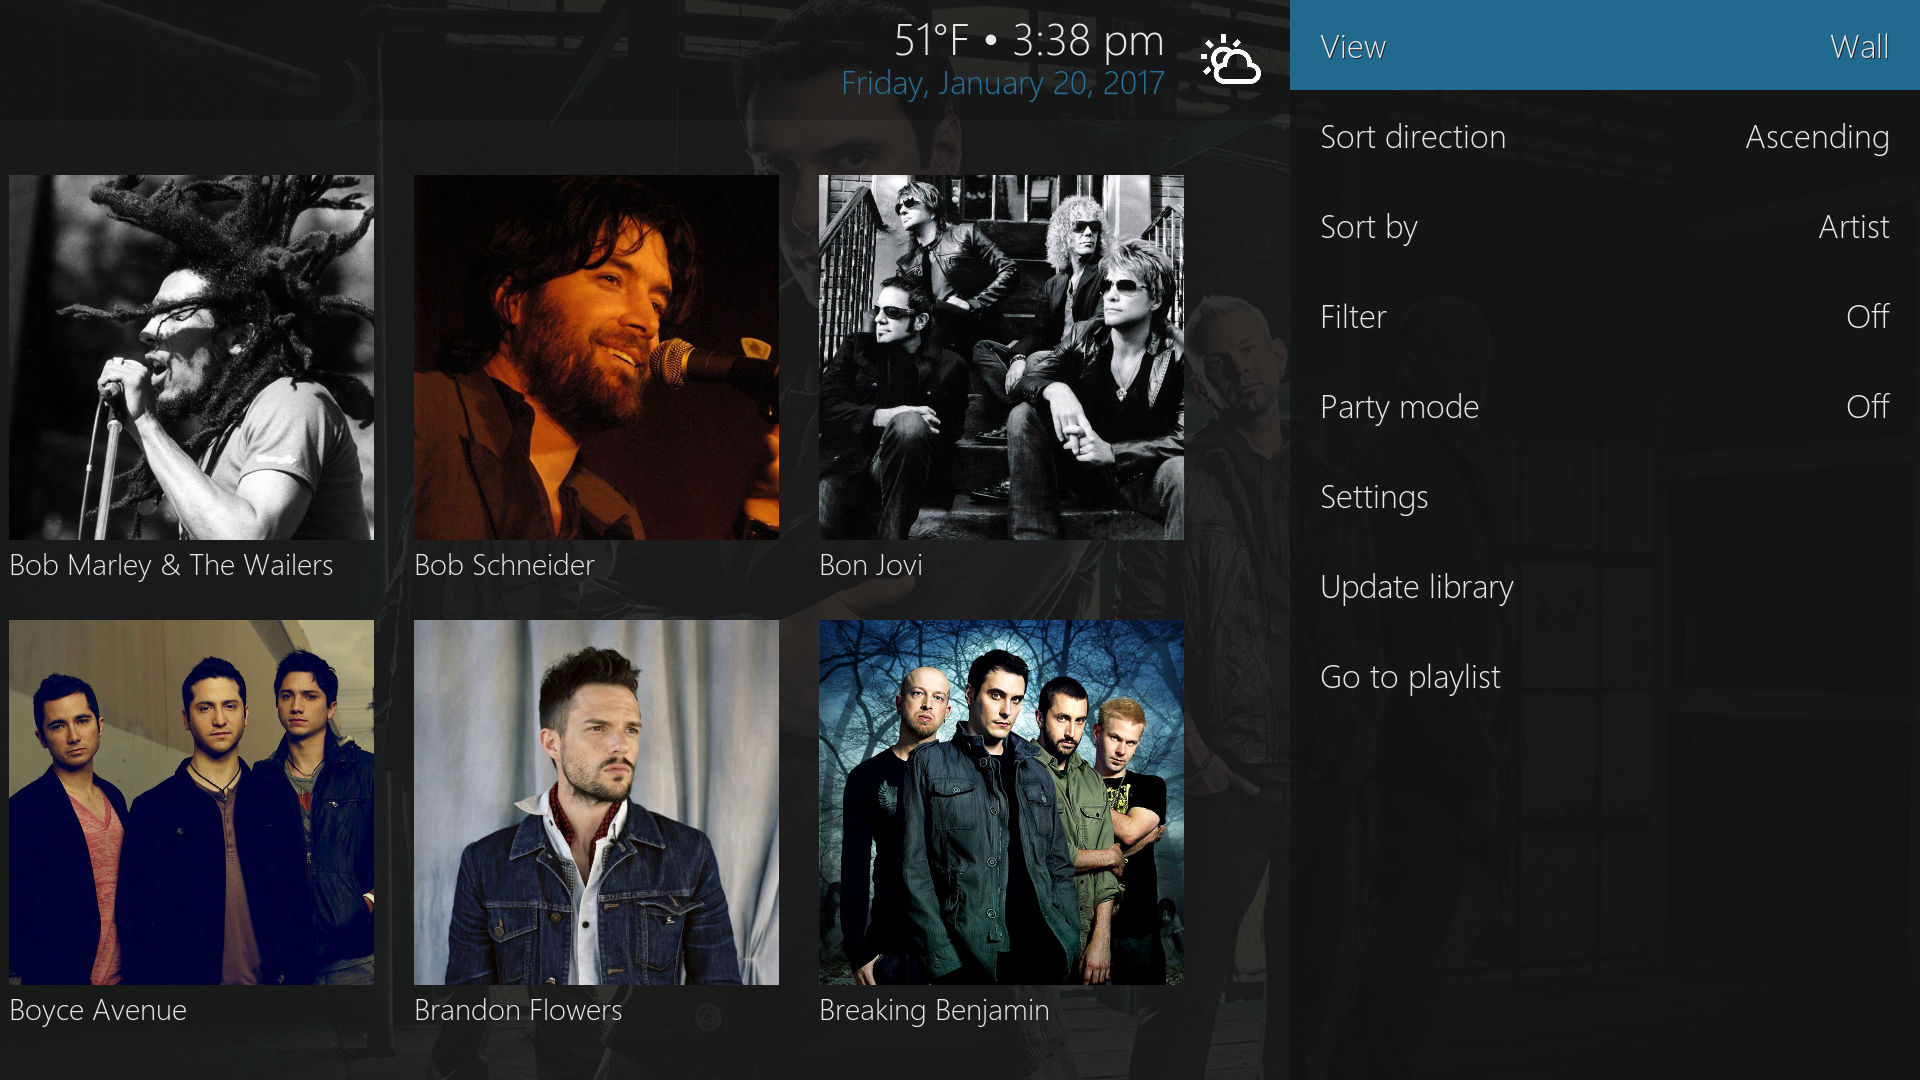 51°F • 3:38 pm
Friday, January 20, 2017
View Wall
Sort direction Ascending
Sort by Artist
Filter Off
Party mode Off
Settings
Update library
Go to playlist
Wrangler
Bob Marley & The Wailers
Bob Schneider
Bon Jovi
Boyce Avenue
Brandon Flowers
Breaking Benjamin